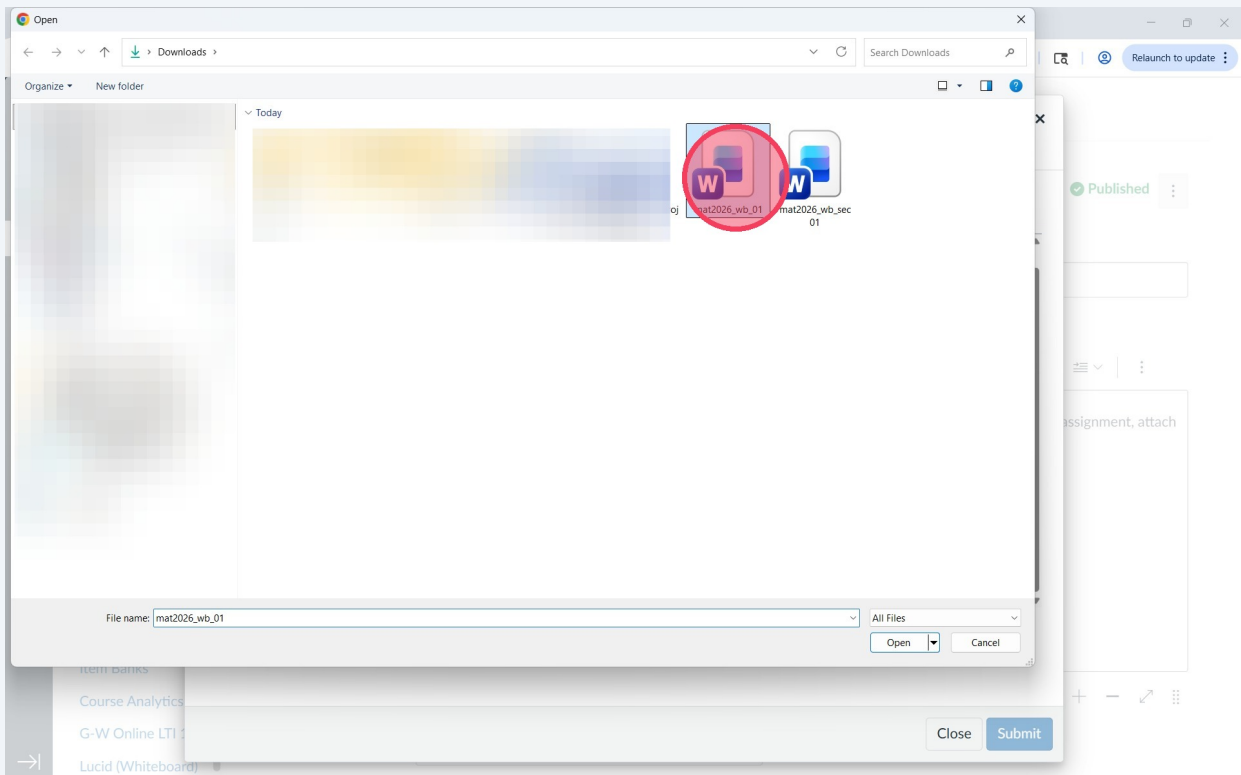 Open
Downloads
Search Downloads
Relaunch to update
Organize
New folder
Today
W
W
oj
mat2026_wb_01
mat2026_wb_sec
01
Published
assignment, attach
File name:
mat2026_wb_01
All Files
Open
Cancel
Item Banks
Course Analytics
G-W Online LTI
Lucid (Whiteboard)
Close
Submit